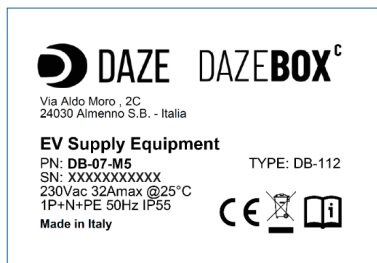 DAZE DAZEBOX C
Via Aldo Moro , 2C
24030 Almenno S.B. - Italia
EV Supply Equipment
PN: DB-07-M5 TYPE: DB-112
SN: XXXXXXXXXXX
230Vac 32Amax @25°C
1P+N+PE 50Hz IP55
Made in Italy
CE i